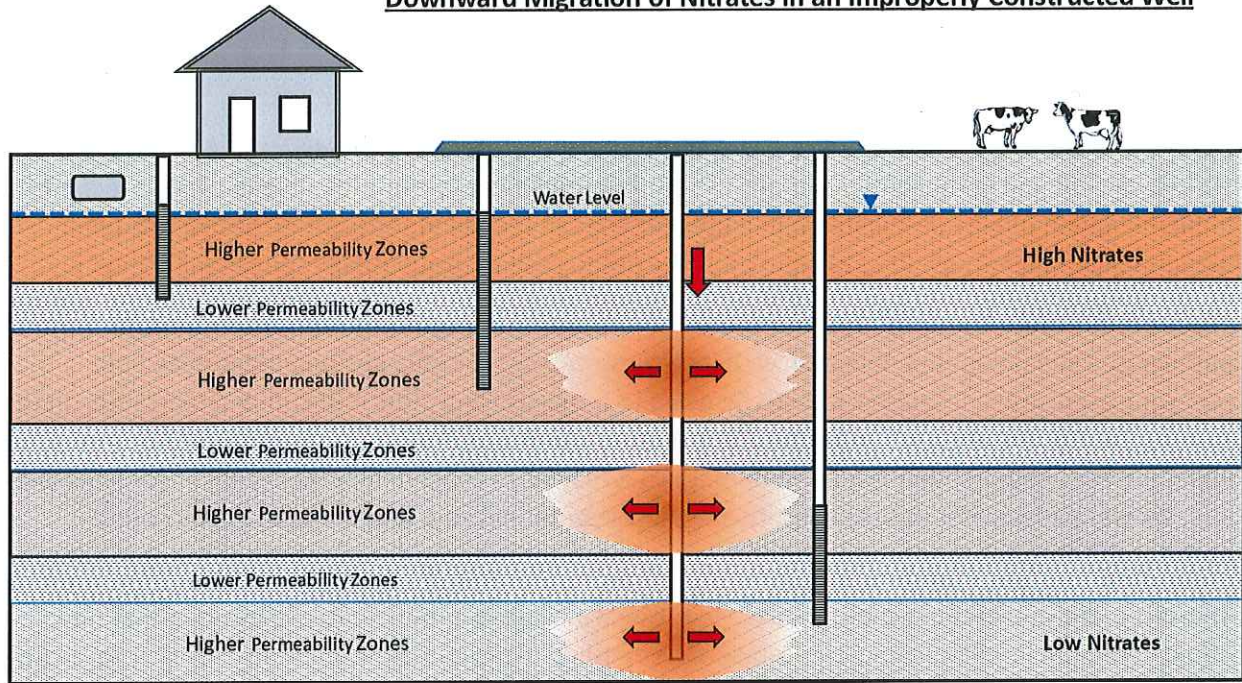 Downward Migration of Nitrates in an Improperly Constructed Well
Water Level
Higher Permeability Zones
High Nitrates
Lower Permeability Zones
Higher Permeability Zones
Lower Permeability Zones
Higher Permeability Zones
Lower Permeability Zones
Higher Permeability Zones
Low Nitrates